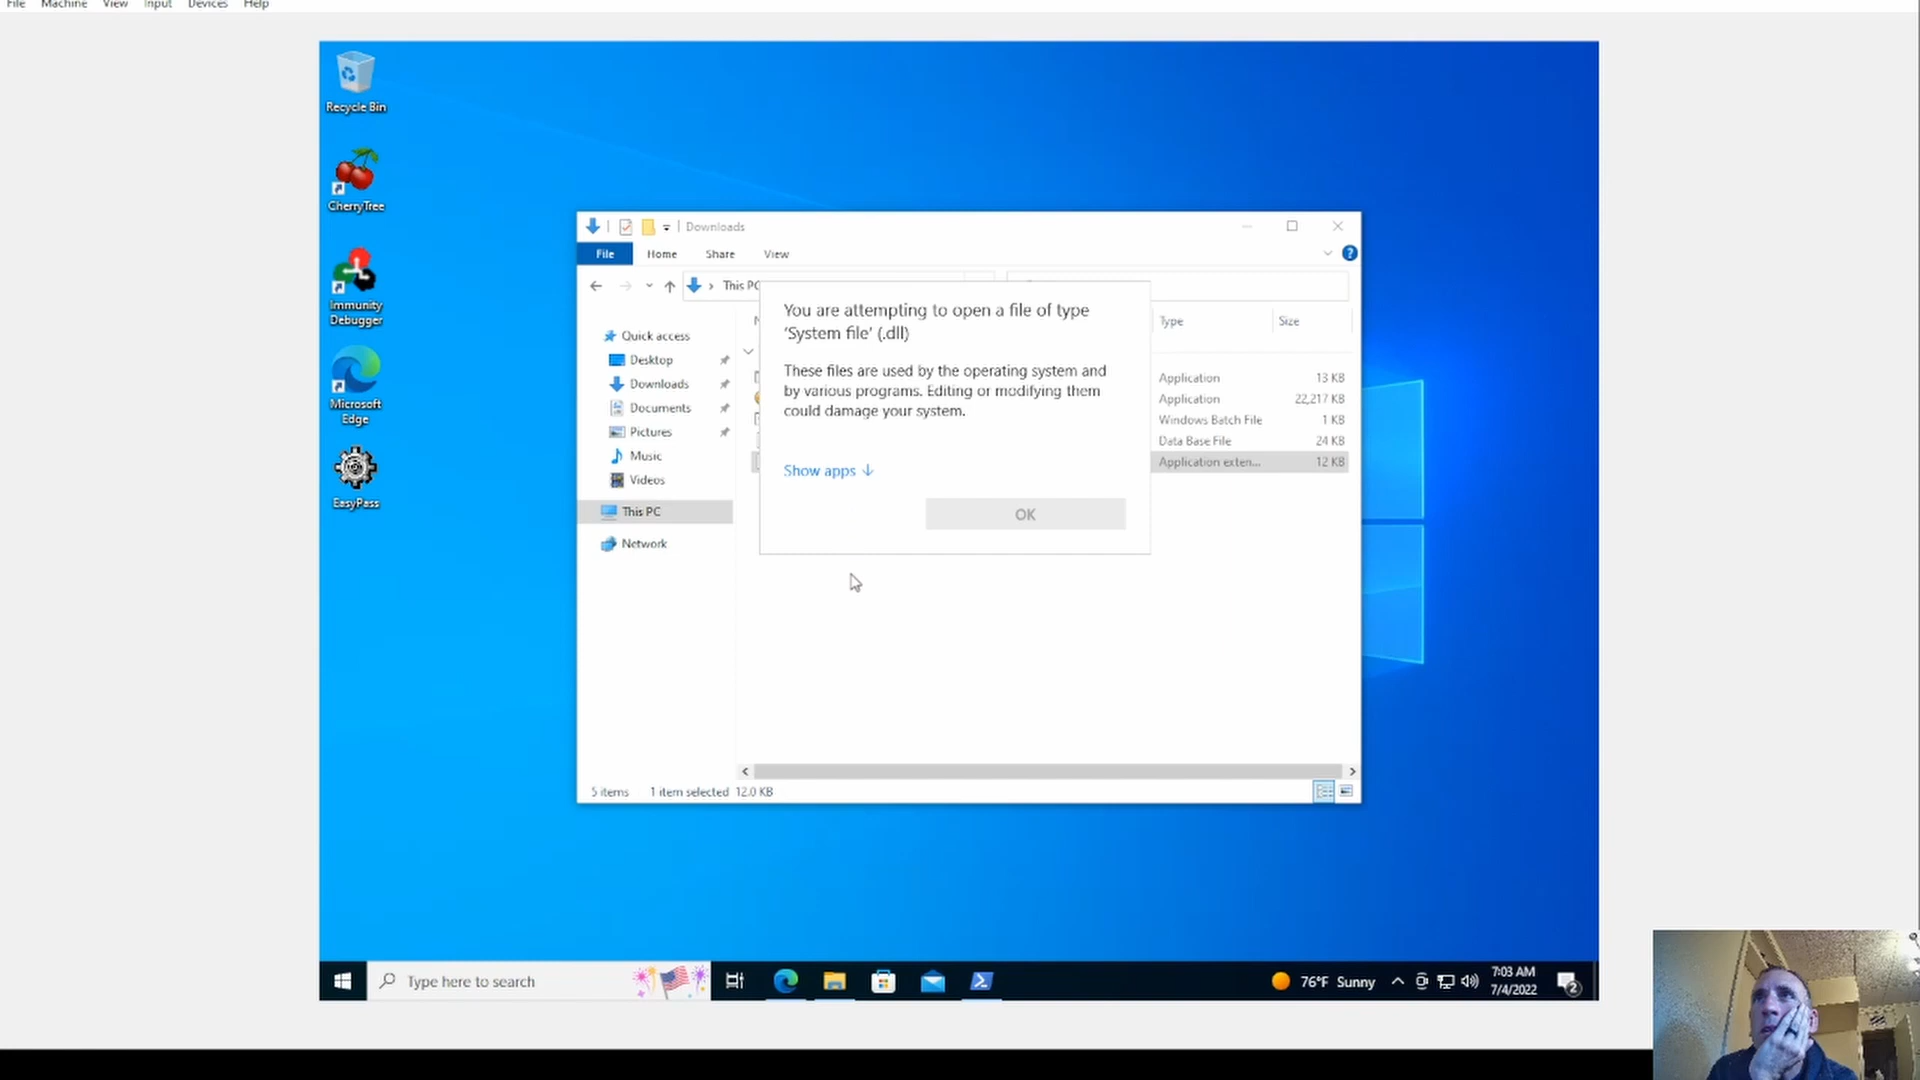 File Machine View Input Devices Help
Recycle Bin
CherryTree
Immunity
Debugger
Microsoft
Edge
EasyPass
Downloads
File Home Share View
This PC
Type Size
Quick access
Desktop
Downloads
Documents
Pictures
Music
Videos
This PC
Network
You are attempting to open a file of type
'System file' (.dll)
These files are used by the operating system and
by various programs. Editing or modifying them
could damage your system.
Show apps
OK
Application 13 KB
Application 22,217 KB
Windows Batch File 1 KB
Data Base File 24 KB
Application exten... 12 KB
5 items 1 item selected 12.0 KB
Type here to search
76°F Sunny
7:03 AM
7/4/2022
2